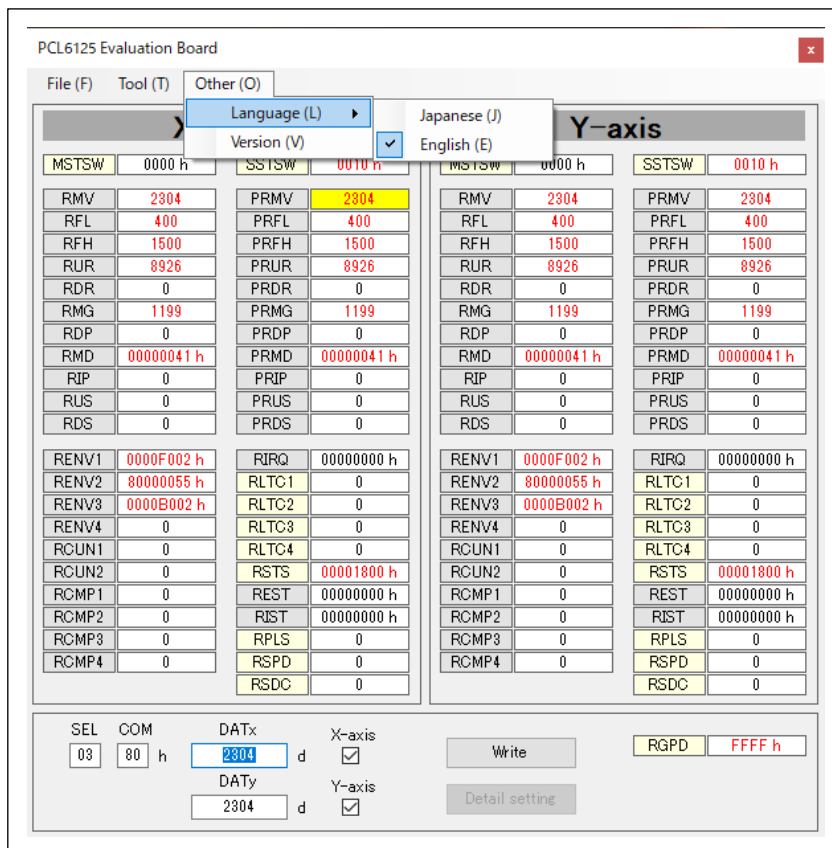 PCL6125 Evaluation Board x
File (F) Tool (T) Other (O)
Language (L)
Version (V)
Japanese (J)
English (E)
Y-axis
MSTSW 0000 h SSTSW 0010 h MSTSW 0000 h SSTSW 0010 h
RMV 2304 PRMV 2304 RMV 2304 PRMV 2304
RFL 400 PRFL 400 RFL 400 PRFL 400
RFH 1500 PRFH 1500 RFH 1500 PRFH 1500
RUR 8926 PRUR 8926 RUR 8926 PRUR 8926
RDR 0 PRDR 0 RDR 0 PRDR 0
RMG 1199 PRMG 1199 RMG 1199 PRMG 1199
RDP 0 PRDP 0 RDP 0 PRDP 0
RMD 00000041 h PRMD 00000041 h RMD 00000041 h PRMD 00000041 h
RIP 0 PRIP 0 RIP 0 PRIP 0
RUS 0 PRUS 0 RUS 0 PRUS 0
RDS 0 PRDS 0 RDS 0 PRDS 0
RENV1 0000F002 h RIRQ 00000000 h RENV1 0000F002 h RIRQ 00000000 h
RENV2 80000055 h RLTC1 0 RENV2 80000055 h RLTC1 0
RENV3 0000B002 h RLTC2 0 RENV3 0000B002 h RLTC2 0
RENV4 0 RLTC3 0 RENV4 0 RLTC3 0
RCUN1 0 RLTC4 0 RCUN1 0 RLTC4 0
RCUN2 0 RSTS 00001800 h RCUN2 0 RSTS 00001800 h
RCMP1 0 REST 00000000 h RCMP1 0 REST 00000000 h
RCMP2 0 RIST 00000000 h RCMP2 0 RIST 00000000 h
RCMP3 0 RPLS 0 RCMP3 0 RPLS 0
RCMP4 0 RSPD 0 RCMP4 0 RSPD 0
RSDC 0 RSDC 0
SEL COM DATx X-axis
03 80 h 2304 d Write RGPD FFFF h
DATy Y-axis
2304 d Detail setting